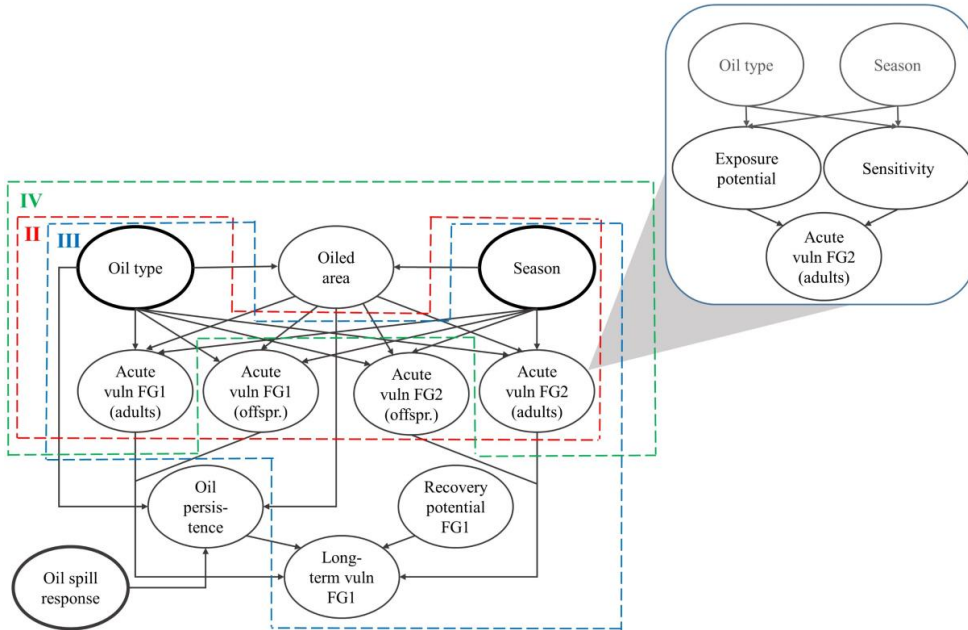 Oil type
Season
Exposure
potential
Sensitivity
Acute
vuln FG2
(adults)
IV
II
III
Oil type
Oiled
area
Season
Acute
vuln FG1
(adults)
Acute
vuln FG1
(offspr.)
Acute
vuln FG2
(offspr.)
Acute
vuln FG2
(adults)
Oil
persis-
tence
Recovery
potential
FG1
Long-
term vuln
FG1
Oil spill
response